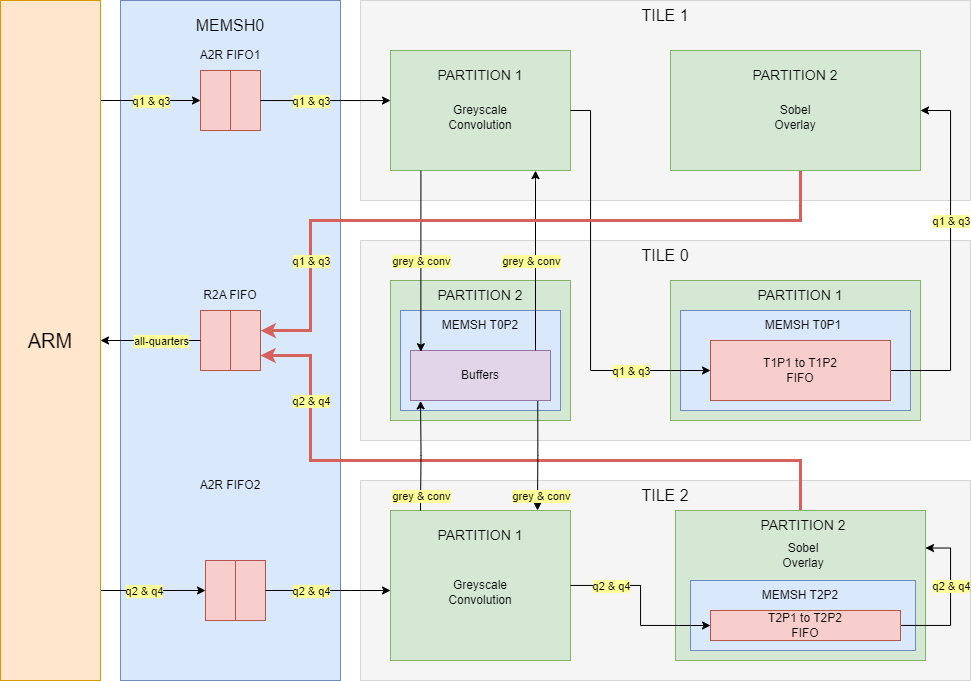 TILE 1
MEMSH0
A2R FIFO1
PARTITION 1
PARTITION 2
q1 & q3
q1 & q3
Greyscale
Convolution
Sobel
Overlay
q1 & q3
q1 & q3
grey & conv
grey & conv
TILE 0
R2A FIFO
PARTITION 2
PARTITION 1
MEMSH T0P2
MEMSH T0P1
ARM
all-quarters
Buffers
q1 & q3
T1P1 to T1P2
FIFO
q2 & q4
A2R FIFO2
grey & conv
grey & conv
TILE 2
PARTITION 1
PARTITION 2
Sobel
Overlay
q2 & q4
q2 & q4
Greyscale
Convolution
q2 & q4
q2 & q4
MEMSH T2P2
T2P1 to T2P2
FIFO